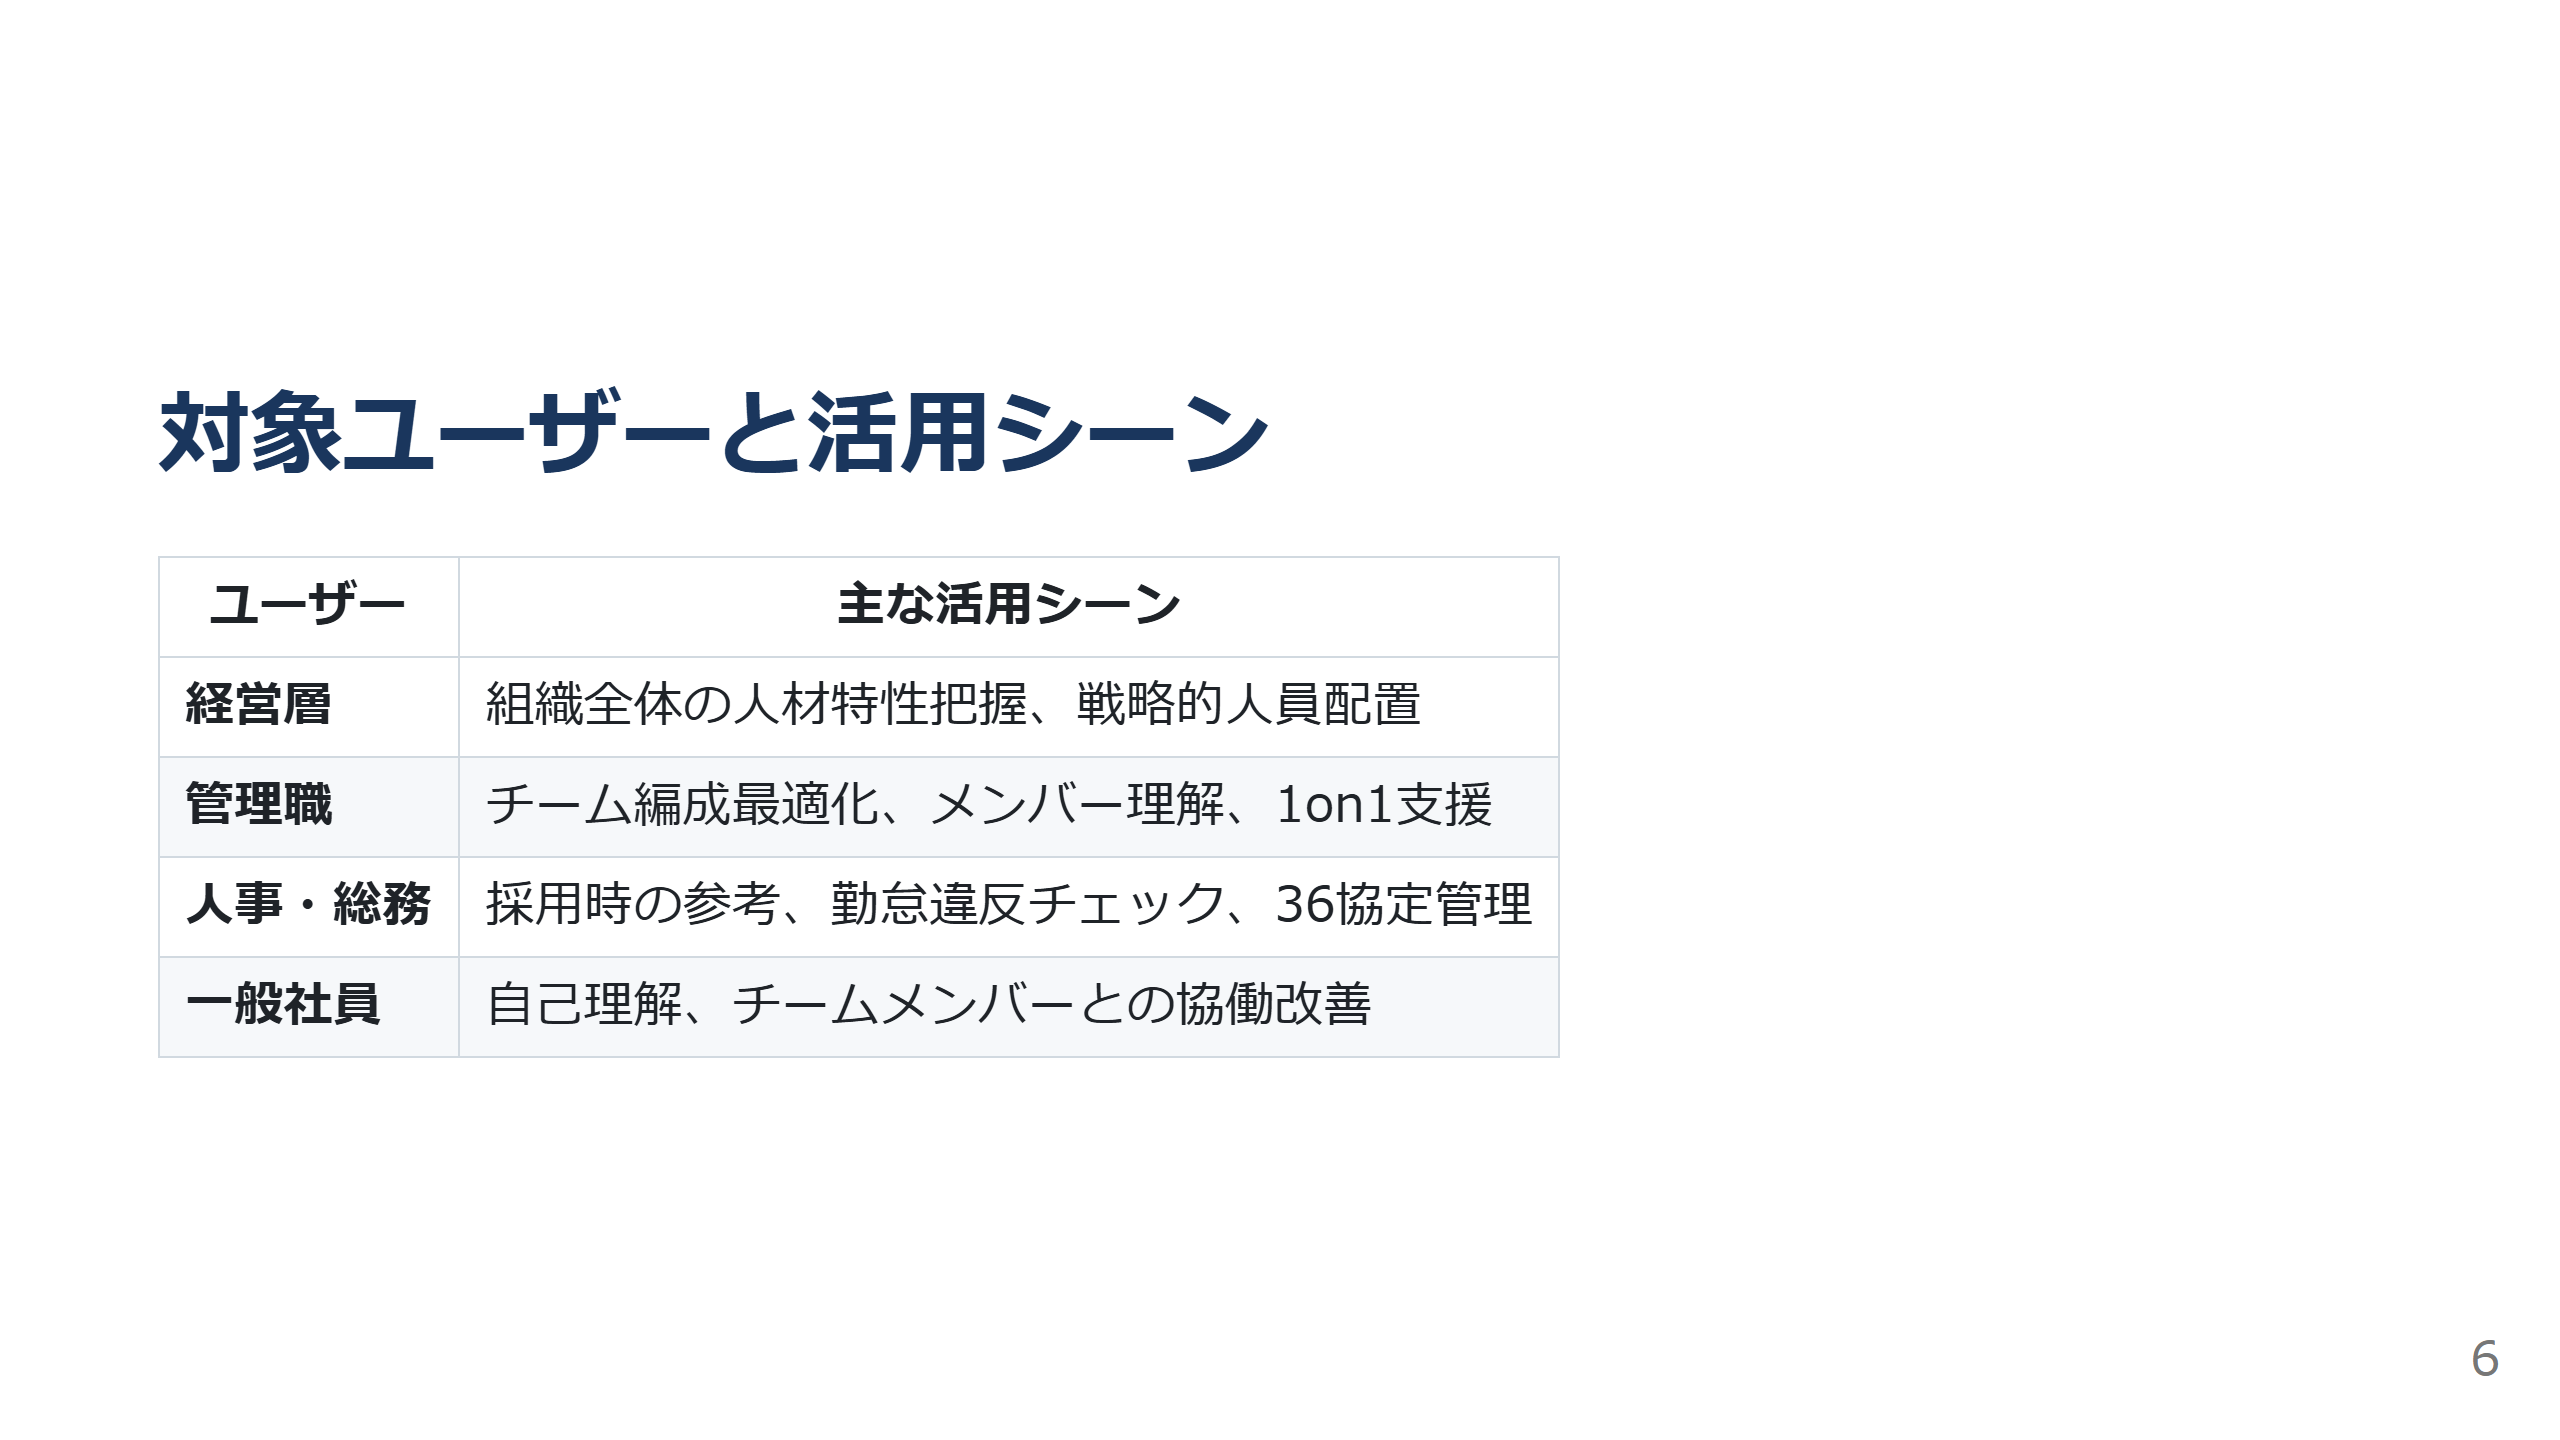 対象ユーザーと活用シーン
ユーザー 主な活用シーン
経営層 組織全体の人材特性把握、戦略的人員配置
管理職 チーム編成最適化、メンバー理解、1on1支援
人事・総務 採用時の参考、勤怠違反チェック、36協定管理
一般社員 自己理解、チームメンバーとの協働改善
6